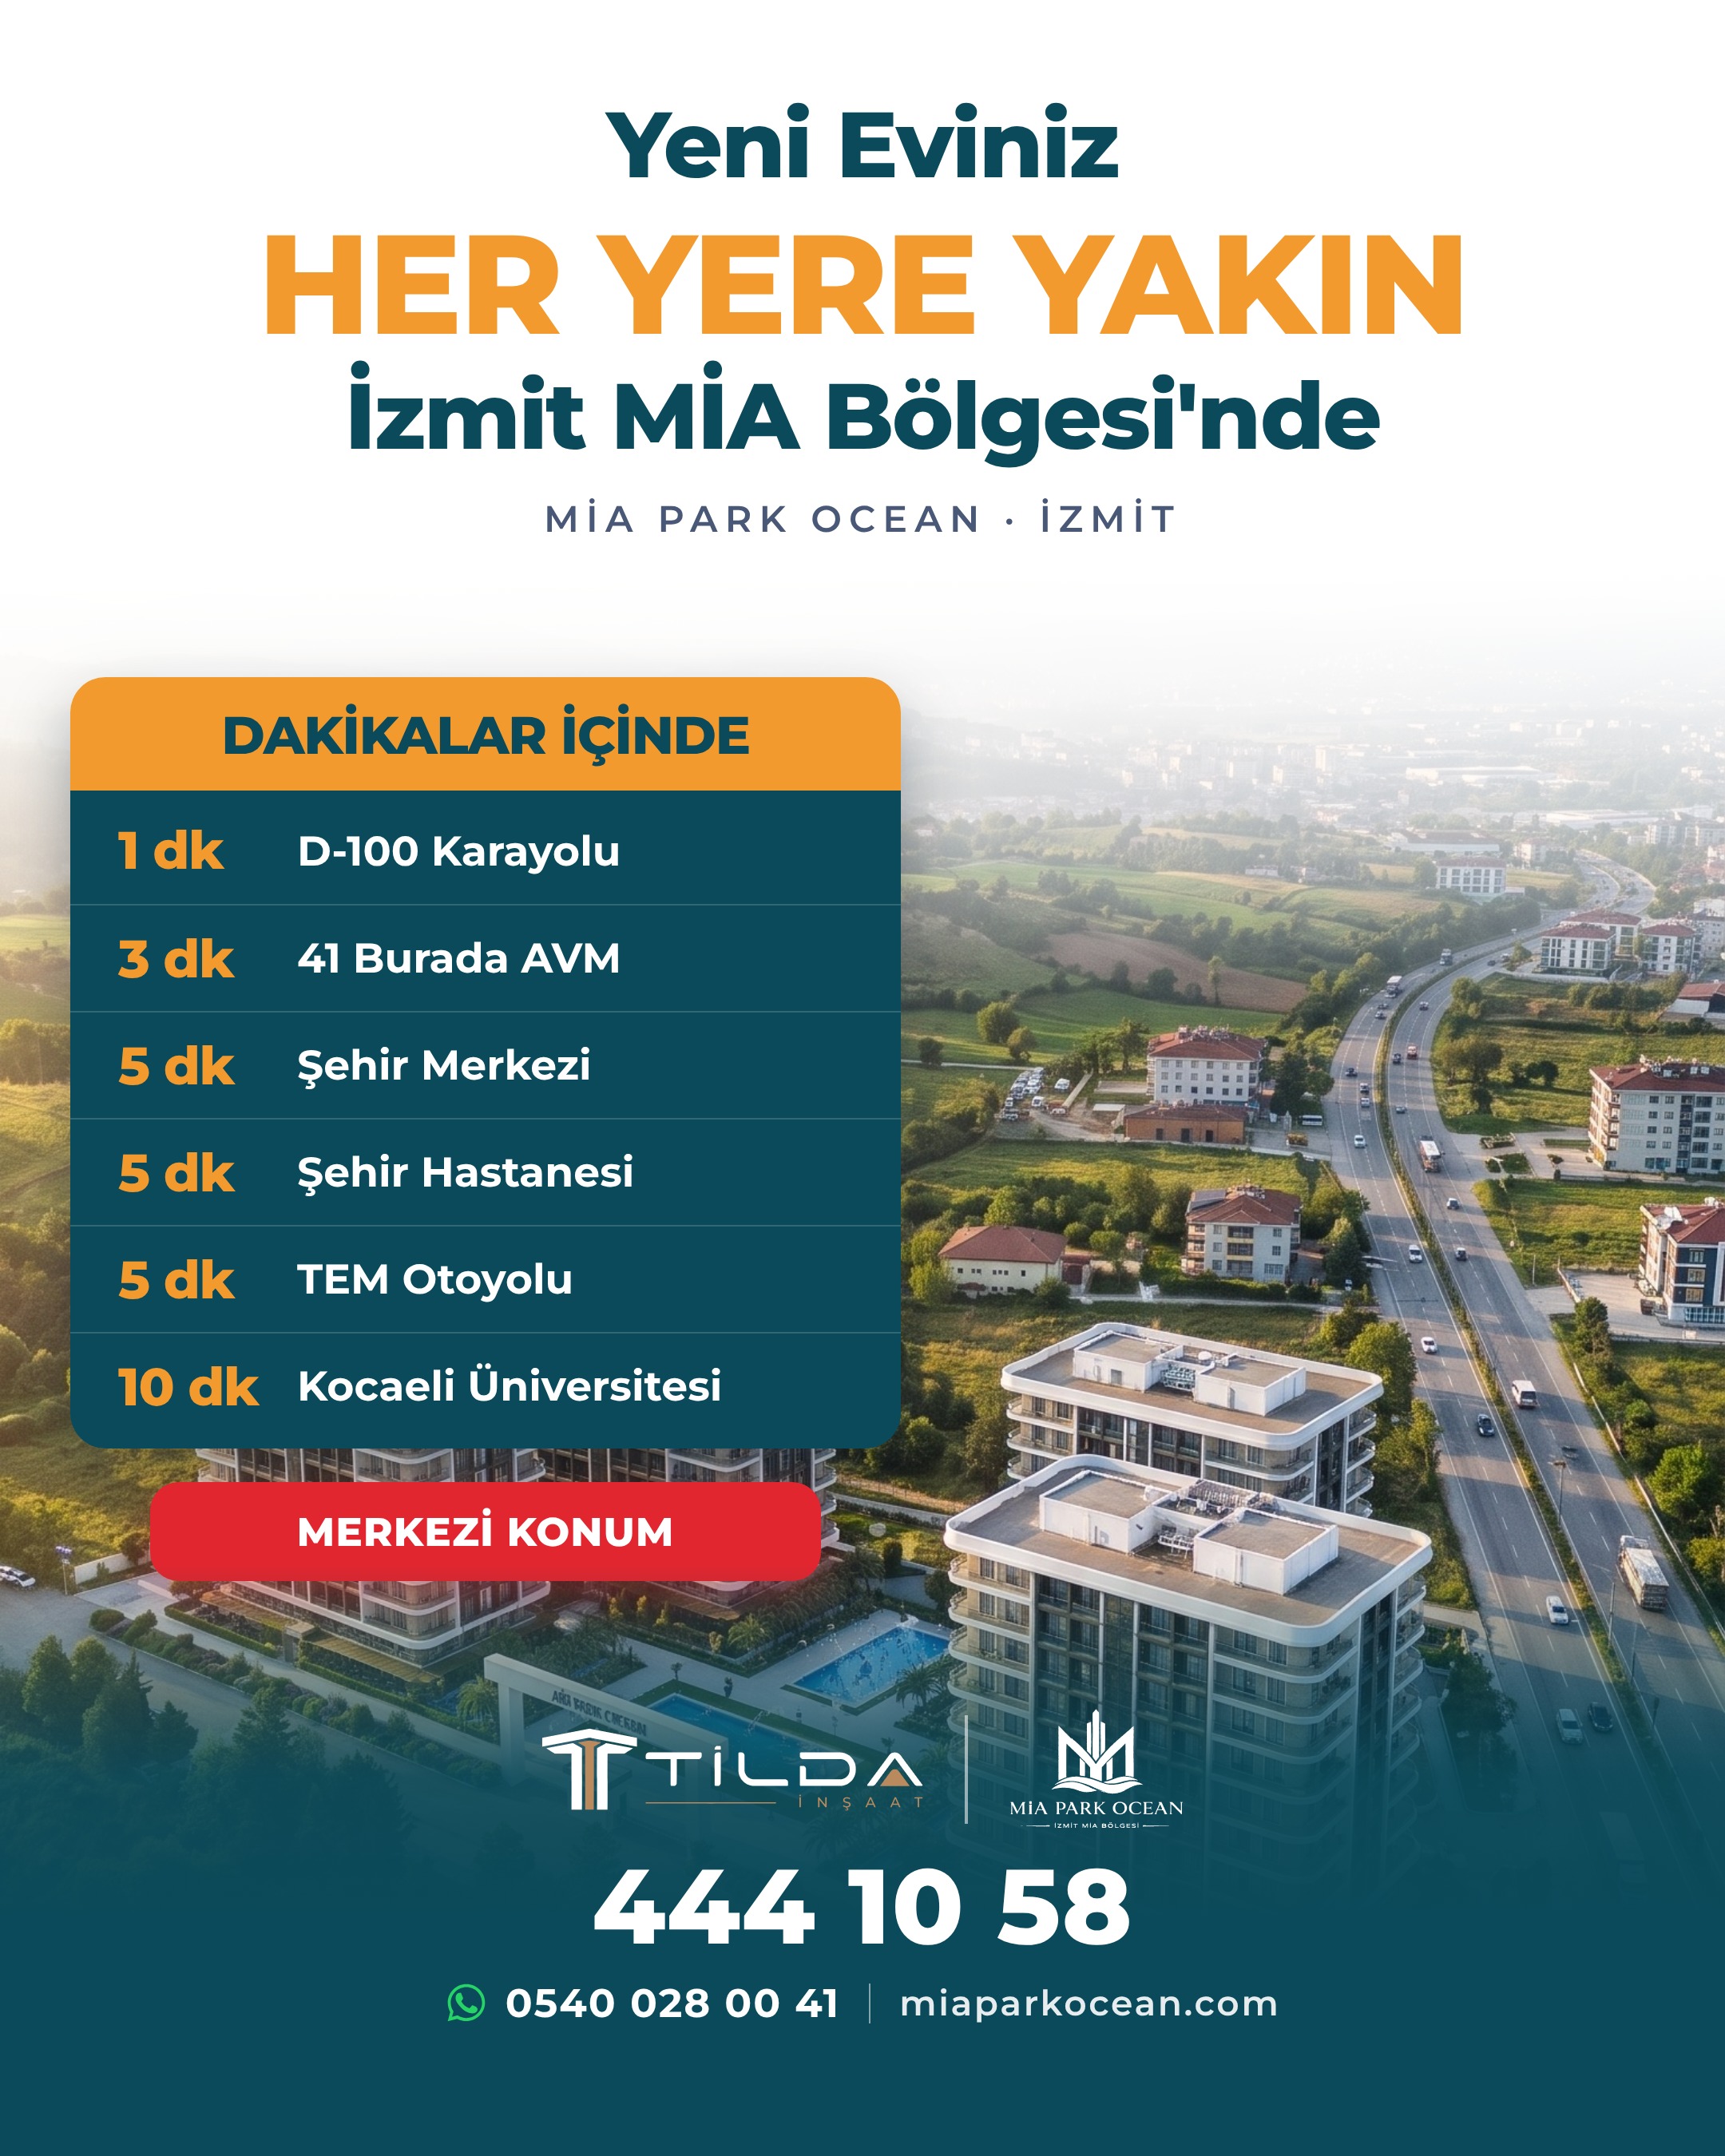 Yeni Eviniz
HER YERE YAKIN
İzmit MİA Bölgesi'nde
MİA PARK OCEAN · İZMİT
DAKİKALAR İÇİNDE
1 dk D-100 Karayolu
3 dk 41 Burada AVM
5 dk Şehir Merkezi
5 dk Şehir Hastanesi
5 dk TEM Otoyolu
10 dk Kocaeli Üniversitesi
MERKEZİ KONUM
TİLDA
İNŞAAT
MİA PARK OCEAN
İZMİT MİA BÖLGESİ
444 10 58
0540 028 00 41 | miaparkocean.com